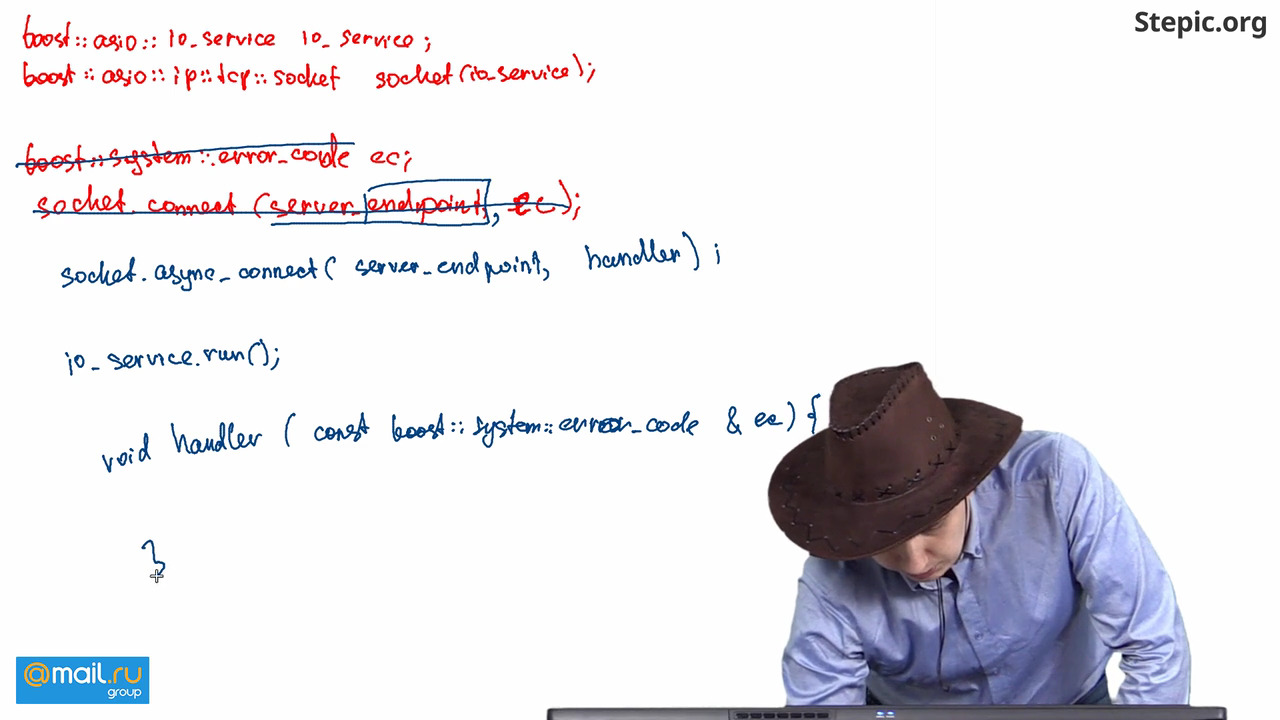 Stepic.org
boost::asio::io_service io_service;
boost::asio::ip::tcp::socket socket(io_service);
boost::system::error_code ec;
socket.connect (server_endpoint, ec);
socket.async_connect( server_endpoint, handler) ;
io_service.run();
void handler ( const boost::system::error_code & ec) {
}
@mail.ru
group